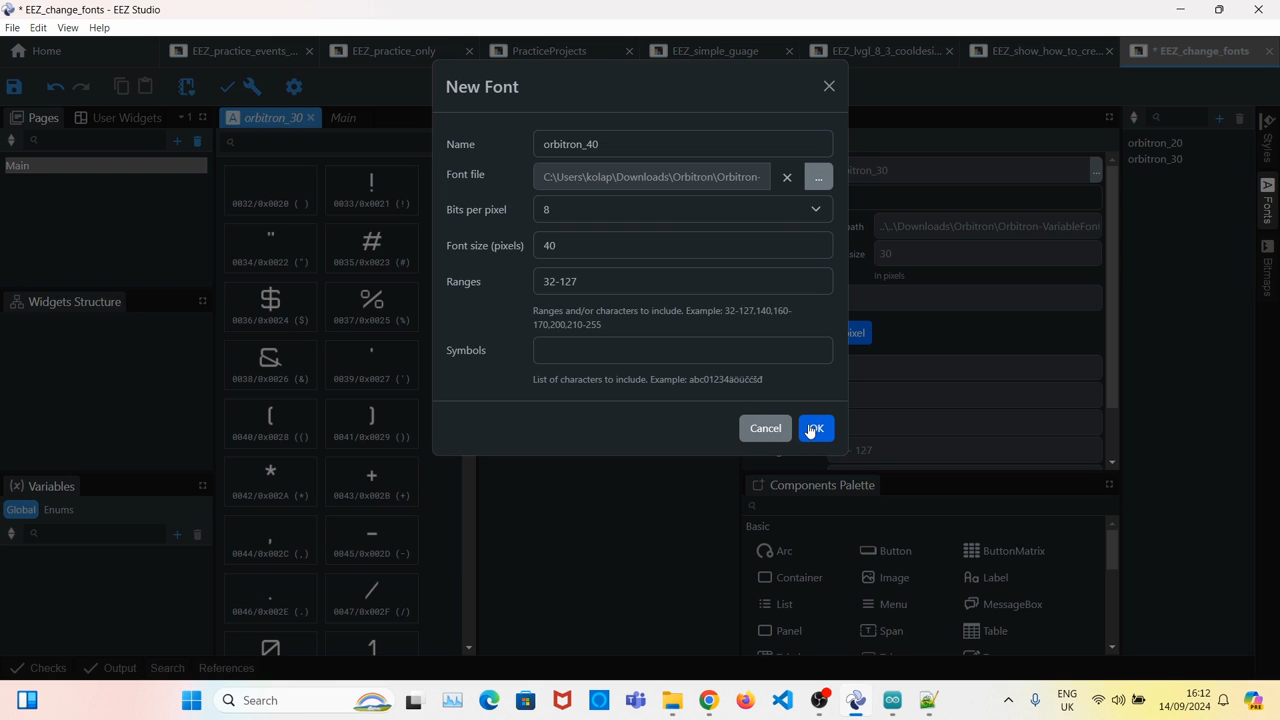 * EEZ_change_fonts - EEZ Studio
File Edit View Help
Home EEZ_practice_events_... EEZ_practice_only PracticeProjects EEZ_simple_guage EEZ_lvgl_8_3_cooldesi... EEZ_show_how_to_cre... * EEZ_change_fonts
Pages User Widgets 1 orbitron_30 Main
Main
New Font
Name orbitron_40
Font file C:\Users\kolap\Downloads\Orbitron\Orbitron- ...
Bits per pixel 8
Font size (pixels) 40
Ranges 32-127
Ranges and/or characters to include. Example: 32-127,140,160-
170,200,210-255
Symbols
List of characters to include. Example: abc01234äöüčćšđ
Cancel OK
0032/0x0020 ( ) ! 0033/0x0021 (!)
" 0034/0x0022 (") # 0035/0x0023 (#)
$ 0036/0x0024 ($) % 0037/0x0025 (%)
& 0038/0x0026 (&) ' 0039/0x0027 (')
( 0040/0x0028 (() ) 0041/0x0029 ())
* 0042/0x002A (*) + 0043/0x002B (+)
, 0044/0x002C (,) - 0045/0x002D (-)
. 0046/0x002E (.) / 0047/0x002F (/)
0 1
Widgets Structure
Variables
Global Enums
..\..\Downloads\Orbitron\Orbitron-VariableFont
30
In pixels
127
orbitron_20
orbitron_30
Styles
Fonts
Bitmaps
Components Palette
Basic
Arc Button ButtonMatrix
Container Image Label
List Menu MessageBox
Panel Span Table
Checks Output Search References
Search
ENG
UK
16:12
14/09/2024